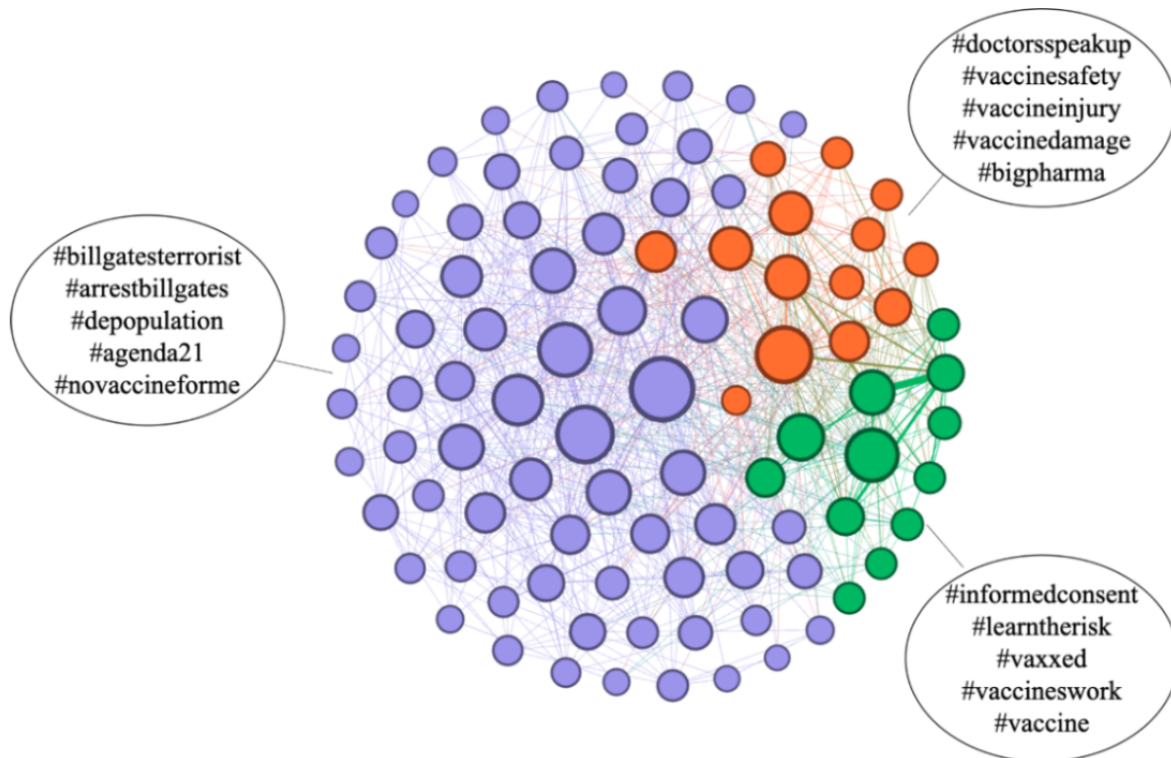 #doctorsspeakup
#vaccinesafety
#vaccineinjury
#vaccinedamage
#bigpharma
#billgatesterrorist
#arrestbillgates
#depopulation
#agenda21
#novaccineforme
#informedconsent
#learntherisk
#vaxxed
#vaccineswork
#vaccine